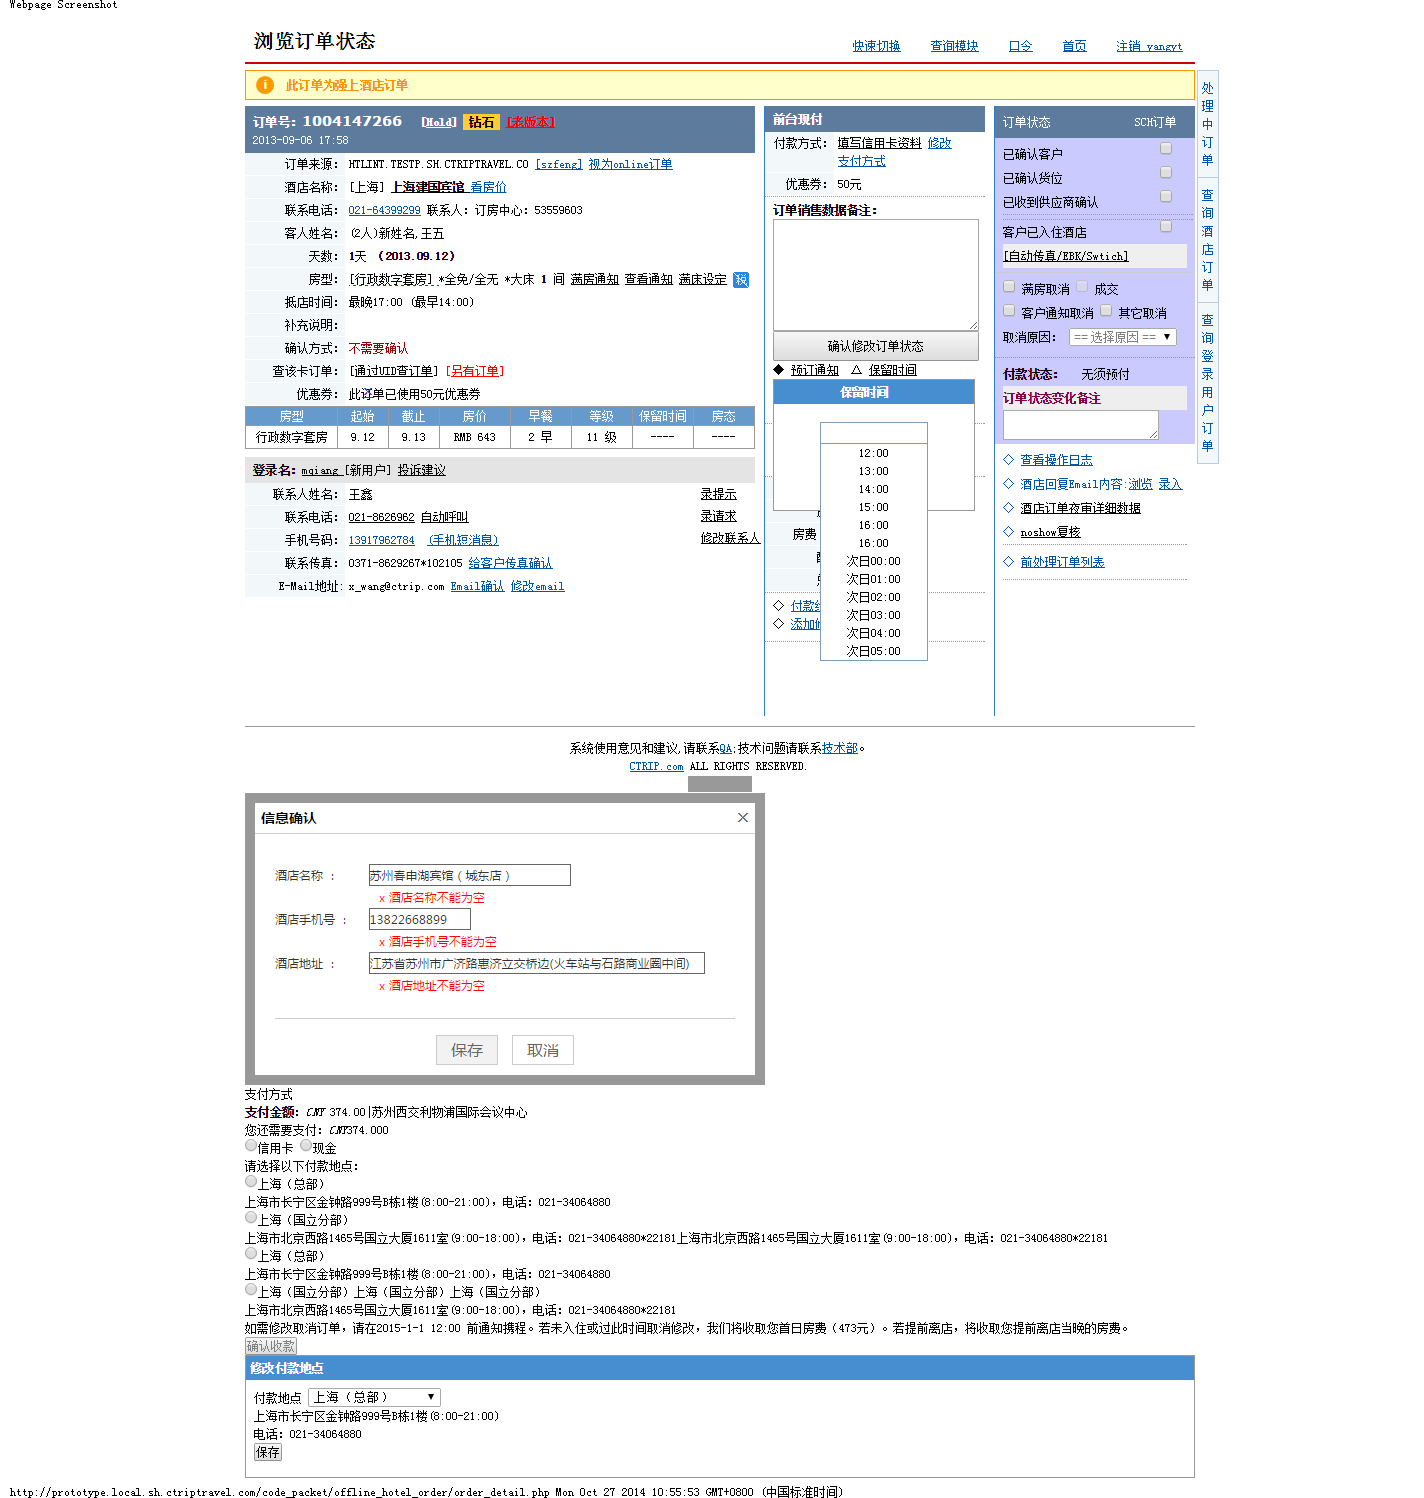 Webpage Screenshot
浏览订单状态
快速切换 查询模块 口令 首页 注销 yangyt
此订单为强上酒店订单
订单号：1004147266 [Hold] 钻石 [老版本]
2013-09-06 17:58
订单来源： HTLINT.TESTP.SH.CTRIPTRAVEL.CO [szfeng] 视为online订单
酒店名称： [上海] 上海建国宾馆 看房价
联系电话： 021-64399299 联系人：订房中心：53559603
客人姓名： (2人)新姓名,王五
天数： 1天 （2013.09.12）
房型： [行政数字套房] *全免/全无 *大床 1 间 满房通知 查看通知 满床设定 税
抵店时间： 最晚17:00 (最早14:00)
补充说明：
确认方式： 不需要确认
查该卡订单： [通过UID查订单] [另有订单]
优惠券： 此订单已使用50元优惠券
房型 起始 截止 房价 早餐 等级 保留时间 房态
行政数字套房 9.12 9.13 RMB 643 2 早 11 级 ---- ----
登录名：mqiang [新用户] 投诉建议
联系人姓名： 王鑫 录提示
联系电话： 021-8626962 自动呼叫 录请求
手机号码： 13917962784 (手机短消息) 修改联系人
联系传真： 0371-8629267*102105 给客户传真确认
E-Mail地址: x_wang@ctrip.com Email确认 修改email
前台现付
付款方式： 填写信用卡资料 修改
支付方式
优惠券： 50元
订单销售数据备注：
确认修改订单状态
◆ 预订通知 △ 保留时间
保留时间
12:00
13:00
14:00
15:00
16:00
16:00
次日00:00
次日01:00
次日02:00
次日03:00
次日04:00
次日05:00
房费
◇ 付款
◇ 添加
订单状态 SCH订单
已确认客户
已确认货位
已收到供应商确认
客户已入住酒店
[自动传真/EBK/Swtich]
满房取消 成交
客户通知取消 其它取消
取消原因： == 选择原因 ==
付款状态： 无须预付
订单状态变化备注
◇ 查看操作日志
◇ 酒店回复Email内容:浏览 录入
◇ 酒店订单夜审详细数据
◇ noshow复核
◇ 前处理订单列表
处理中订单
查询酒店订单
查询登录用户订单
系统使用意见和建议,请联系QA;技术问题请联系技术部。
CTRIP.com ALL RIGHTS RESERVED.
信息确认 ×
酒店名称 ： 苏州春申湖宾馆（城东店）
x 酒店名称不能为空
酒店手机号 ： 13822668899
x 酒店手机号不能为空
酒店地址 ： 江苏省苏州市广济路惠济立交桥边(火车站与石路商业圈中间)
x 酒店地址不能为空
保存 取消
支付方式
支付金额：CNY 374.00|苏州西交利物浦国际会议中心
您还需要支付：CNY374.000
信用卡 现金
请选择以下付款地点：
上海（总部）
上海市长宁区金钟路999号B栋1楼(8:00-21:00)，电话：021-34064880
上海（国立分部）
上海市北京西路1465号国立大厦1611室(9:00-18:00)，电话：021-34064880*22181上海市北京西路1465号国立大厦1611室(9:00-18:00)，电话：021-34064880*22181
上海（总部）
上海市长宁区金钟路999号B栋1楼(8:00-21:00)，电话：021-34064880
上海（国立分部）上海（国立分部）上海（国立分部）
上海市北京西路1465号国立大厦1611室(9:00-18:00)，电话：021-34064880*22181
如需修改取消订单，请在2015-1-1 12:00 前通知携程。若未入住或过此时间取消修改，我们将收取您首日房费（473元）。若提前离店，将收取您提前离店当晚的房费。
确认收款
修改付款地点
付款地点 上海（总部）
上海市长宁区金钟路999号B栋1楼(8:00-21:00)
电话：021-34064880
保存
http://prototype.local.sh.ctriptravel.com/code_packet/offline_hotel_order/order_detail.php Mon Oct 27 2014 10:55:53 GMT+0800 (中国标准时间)